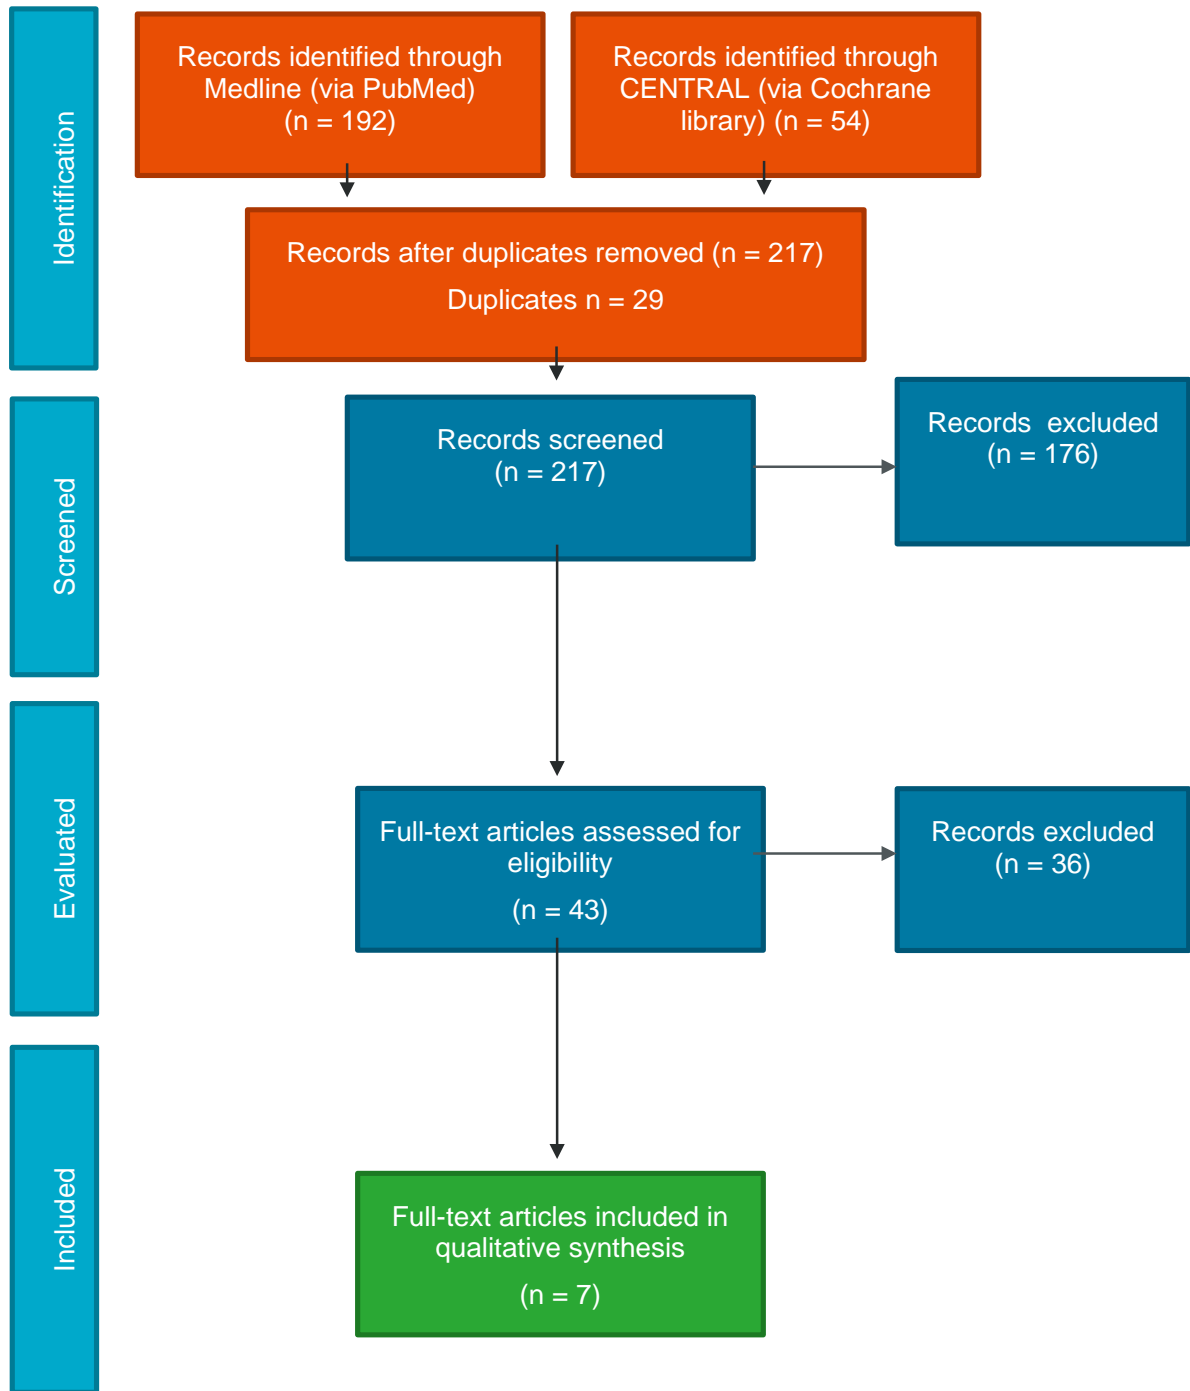 Identification
Records identified through
Medline (via PubMed)
(n = 192)
Records identified through
CENTRAL (via Cochrane
library) (n = 54)
Records after duplicates removed (n = 217)
Duplicates n = 29
Screened
Records screened
(n = 217)
Records  excluded
(n = 176)
Evaluated
Full-text articles assessed for
eligibility
(n = 43)
Records excluded
(n = 36)
Included
Full-text articles included in
qualitative synthesis
(n = 7)